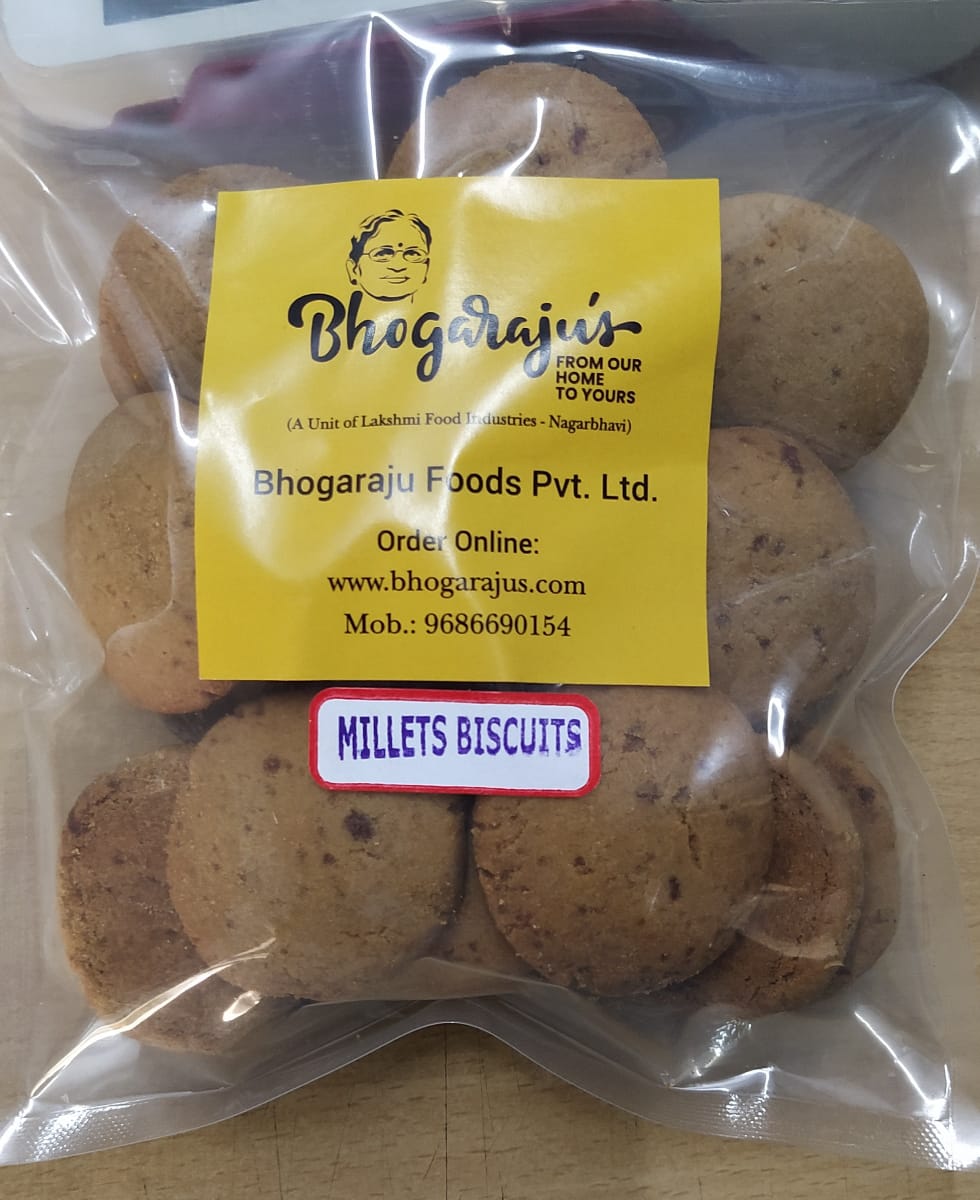 Bhogaraju's
FROM OUR
HOME
TO YOURS
(A Unit of Lakshmi Food Industries - Nagarbhavi)
Bhogaraju Foods Pvt. Ltd.
Order Online:
www.bhogarajus.com
Mob.: 9686690154
MILLETS BISCUITS